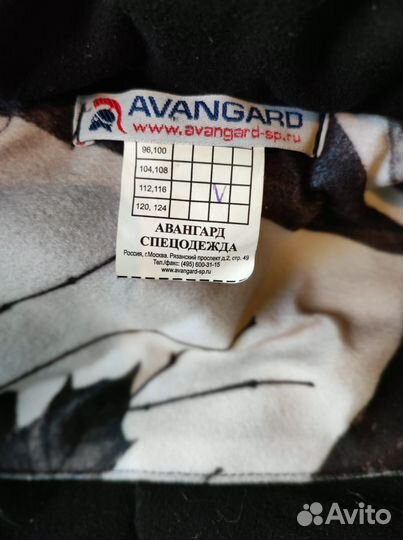 AVANGARD
www.avangard-sp.ru
96,100
104,108
112,116 V
120, 124
АВАНГАРД
СПЕЦОДЕЖДА
Россия, г.Москва. Рязанский проспект д.2, стр. 49
Тел./факс: (495) 600-31-15
www.avangard-sp.ru
Avito